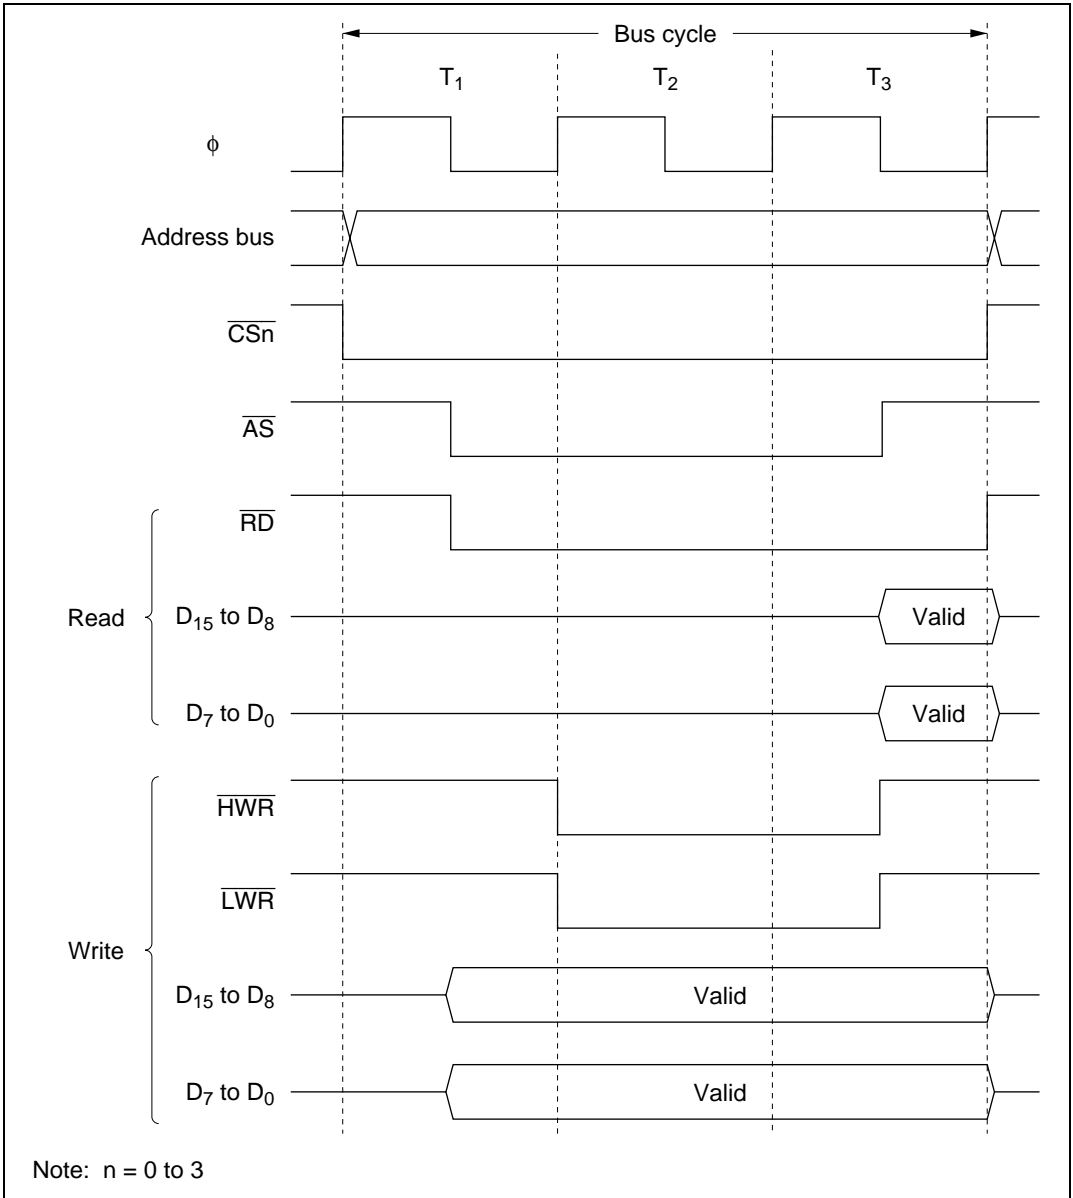 Bus cycle
T1 T2 T3
ϕ
Address bus
CSn
AS
RD
Read
D15 to D8 Valid
D7 to D0 Valid
HWR
LWR
Write
D15 to D8 Valid
D7 to D0 Valid
Note: n = 0 to 3